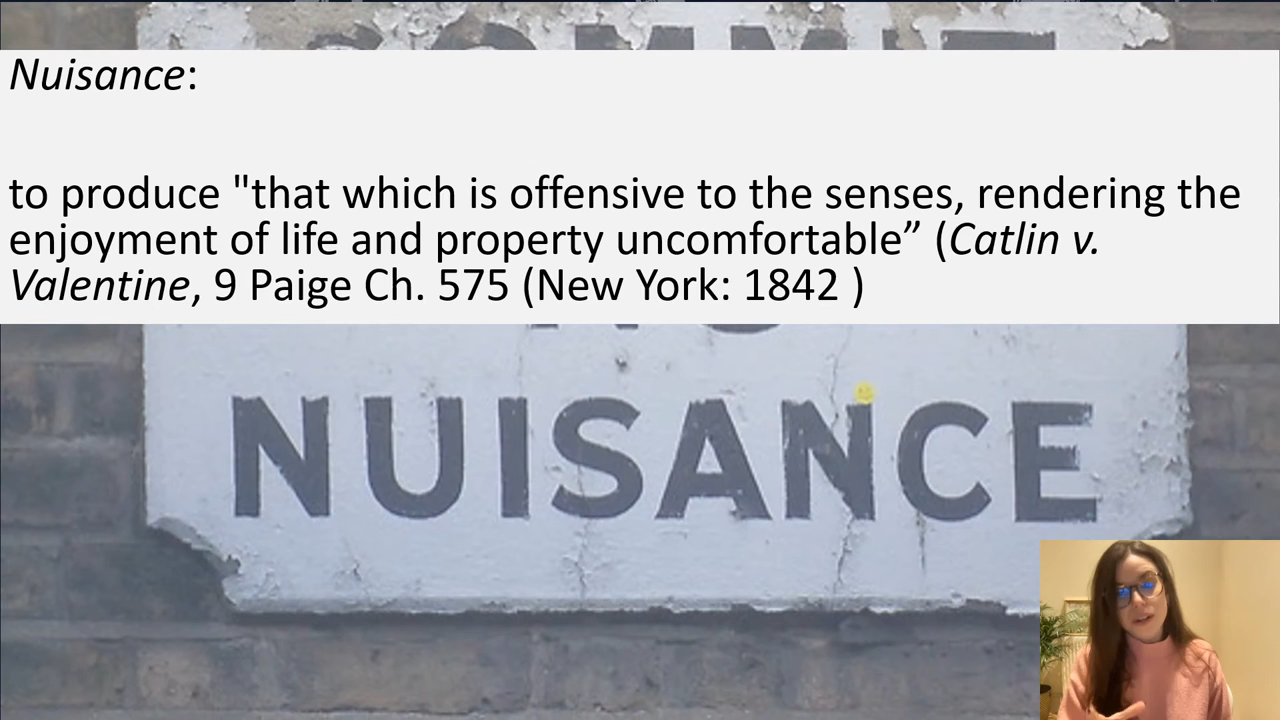 Nuisance:
to produce "that which is offensive to the senses, rendering the
enjoyment of life and property uncomfortable” (Catlin v.
Valentine, 9 Paige Ch. 575 (New York: 1842 )
NUISANCE